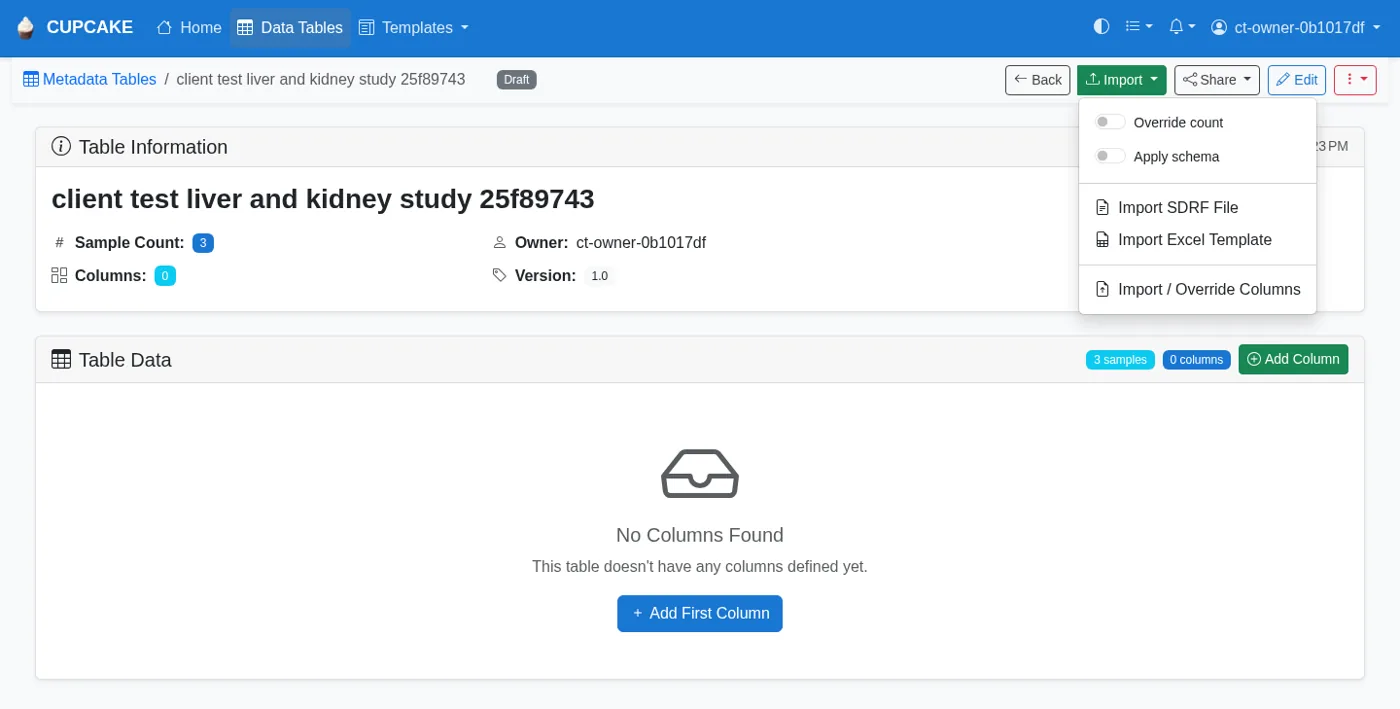 CUPCAKE Home Data Tables Templates ct-owner-0b1017df
Metadata Tables / client test liver and kidney study 25f89743 Draft Back Import Share Edit
Override count
Apply schema
Import SDRF File
Import Excel Template
Import / Override Columns
Table Information 23 PM
client test liver and kidney study 25f89743
# Sample Count: 3 Owner: ct-owner-0b1017df
Columns: 0 Version: 1.0
Table Data 3 samples 0 columns Add Column
No Columns Found
This table doesn't have any columns defined yet.
+ Add First Column